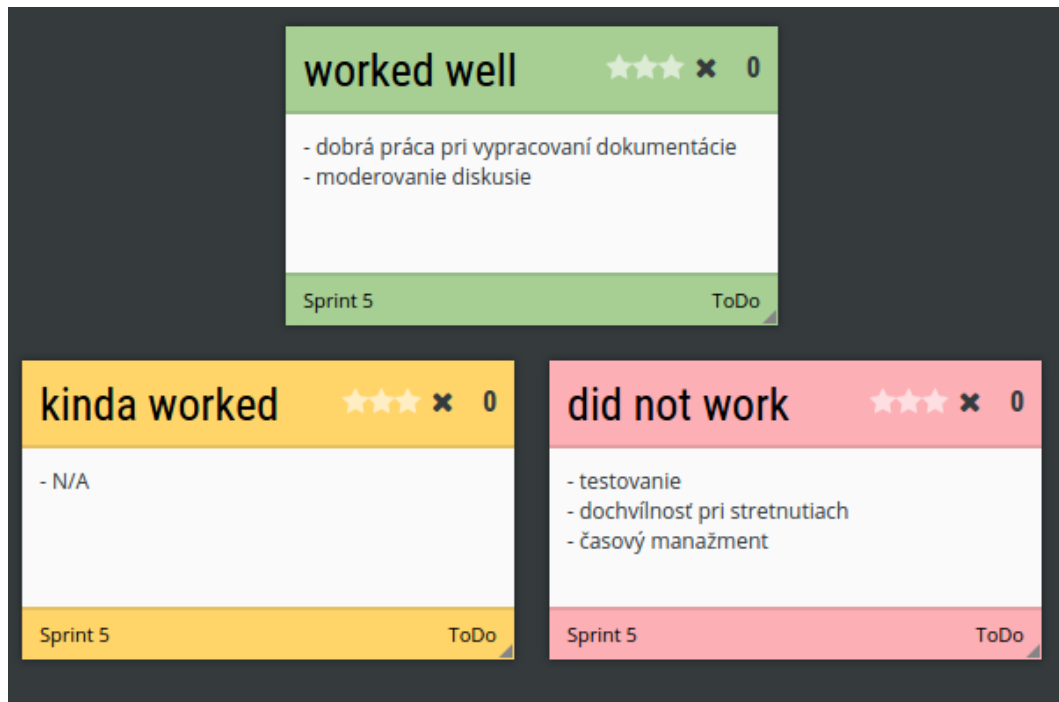 worked well 0
- dobrá práca pri vypracovaní dokumentácie
- moderovanie diskusie
Sprint 5 ToDo
kinda worked 0
- N/A
Sprint 5 ToDo
did not work 0
- testovanie
- dochvílnosť pri stretnutiach
- časový manažment
Sprint 5 ToDo